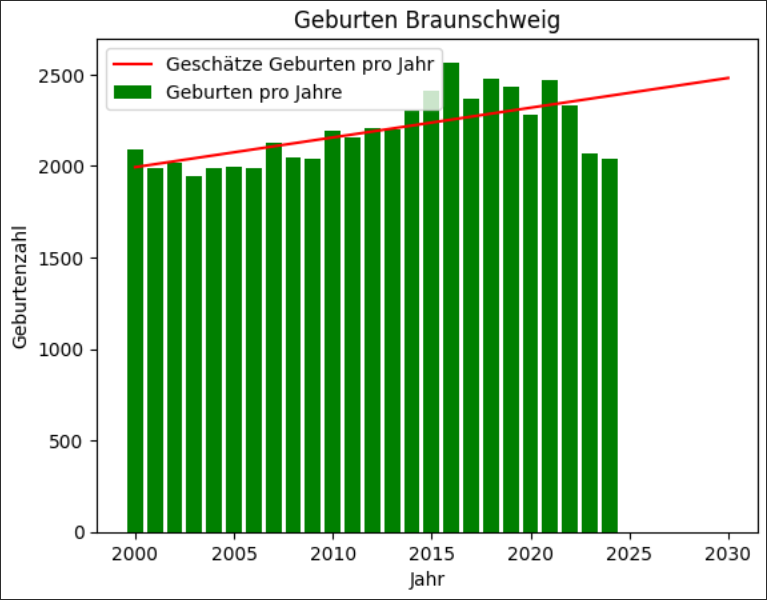 Geburten Braunschweig
Geschätze Geburten pro Jahr
Geburten pro Jahre
2500
2000
1500
1000
500
0
Geburtenzahl
2000 2005 2010 2015 2020 2025 2030
Jahr